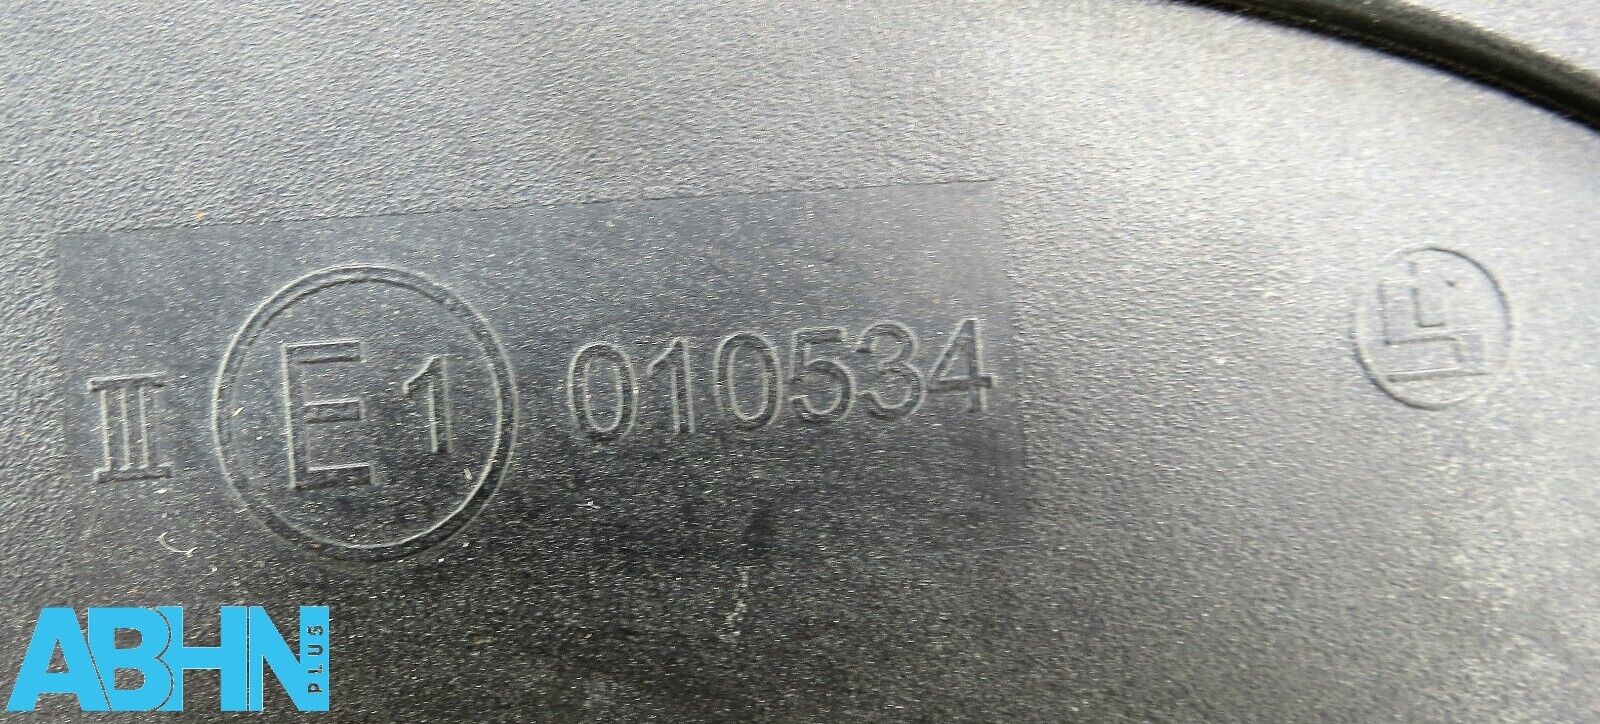 III E1 010534
ABHN PLUS